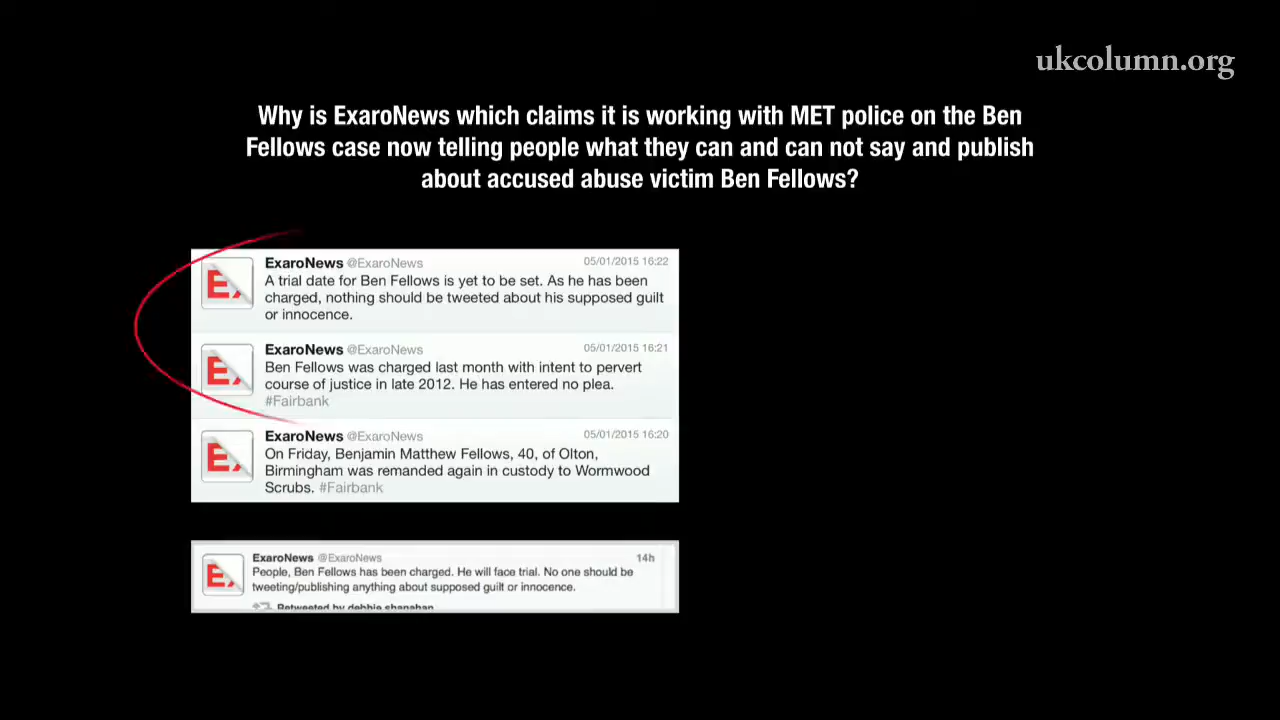 ukcolumn.org
Why is ExaroNews which claims it is working with MET police on the Ben
Fellows case now telling people what they can and can not say and publish
about accused abuse victim Ben Fellows?
ExaroNews @ExaroNews 05/01/2015 16:22
A trial date for Ben Fellows is yet to be set. As he has been
charged, nothing should be tweeted about his supposed guilt
or innocence.
ExaroNews @ExaroNews 05/01/2015 16:21
Ben Fellows was charged last month with intent to pervert
course of justice in late 2012. He has entered no plea.
#Fairbank
ExaroNews @ExaroNews 05/01/2015 16:20
On Friday, Benjamin Matthew Fellows, 40, of Olton,
Birmingham was remanded again in custody to Wormwood
Scrubs. #Fairbank
ExaroNews @ExaroNews 14h
People, Ben Fellows has been charged. He will face trial. No one should be
tweeting/publishing anything about supposed guilt or innocence.
Retweeted by debbie shanahan